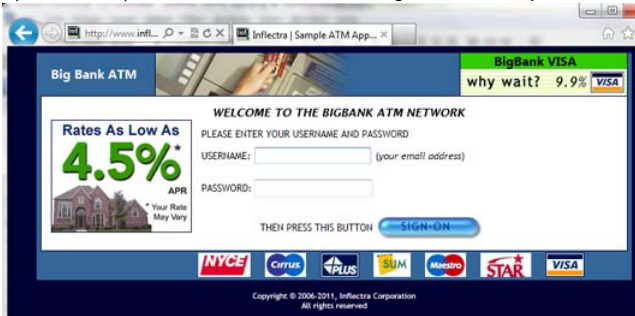 http://www.infl...
Inflectra | Sample ATM App...
Big Bank ATM
BigBank VISA
why wait? 9.9% VISA
WELCOME TO THE BIGBANK ATM NETWORK
Rates As Low As
4.5%*
APR
* Your Rate
May Vary
PLEASE ENTER YOUR USERNAME AND PASSWORD
USERNAME: (your email address)
PASSWORD:
THEN PRESS THIS BUTTON SIGN-ON
NYCE Cirrus PLUS SUM Maestro STAR VISA
Copyright © 2006-2011, Inflectra Corporation
All rights reserved